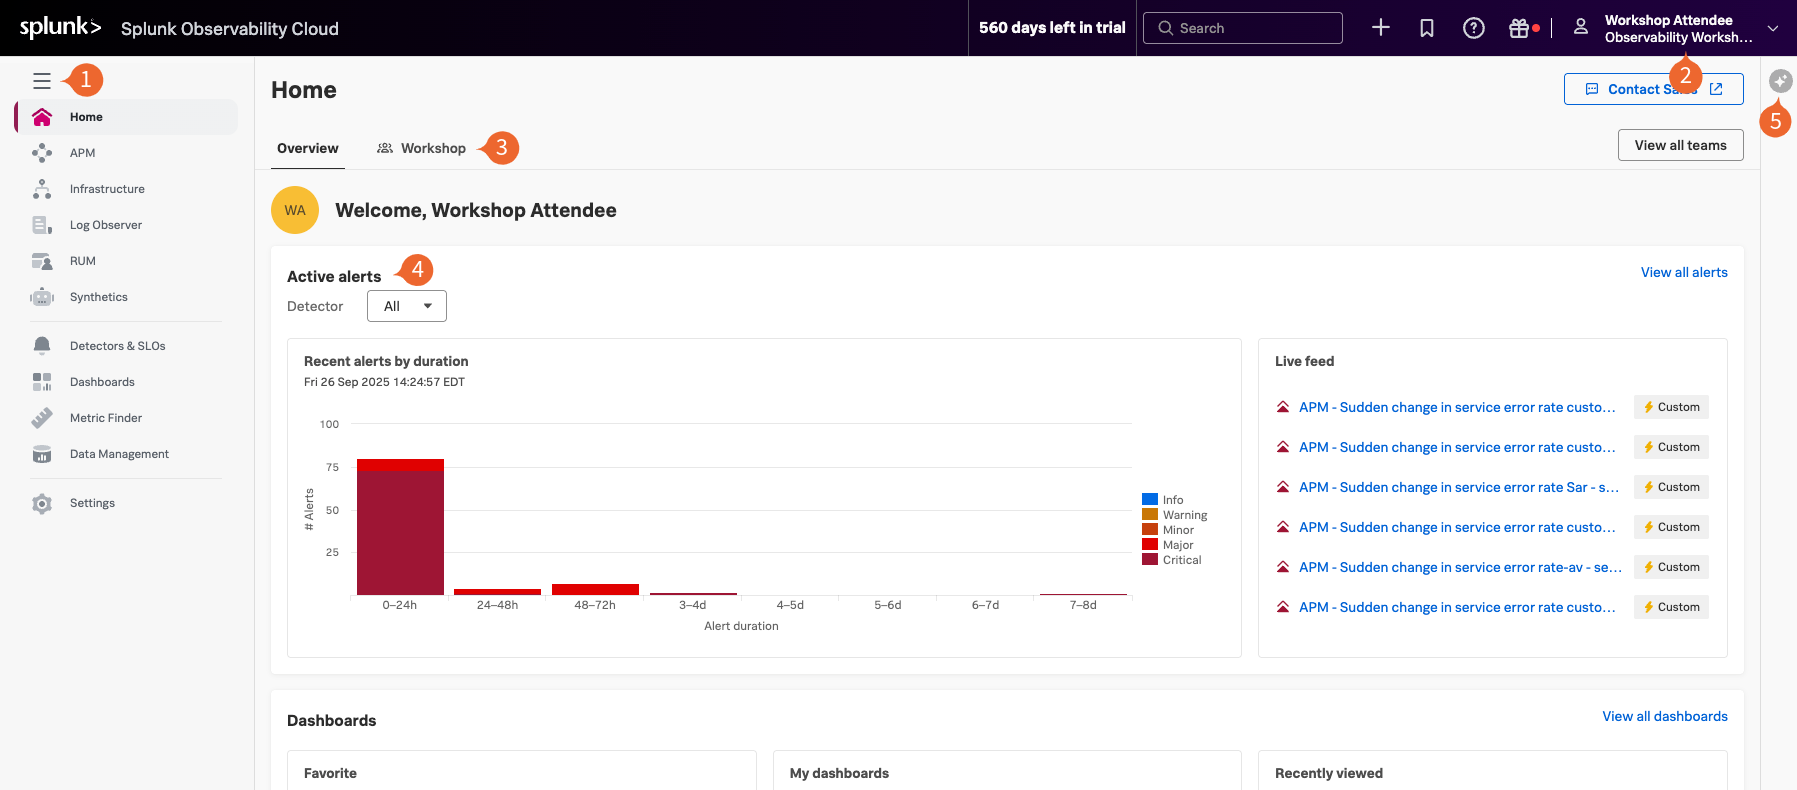 splunk> Splunk Observability Cloud
560 days left in trial
Search
Workshop Attendee
Observability Worksh...
1
2
3
4
5
Home
APM
Infrastructure
Log Observer
RUM
Synthetics
Detectors & SLOs
Dashboards
Metric Finder
Data Management
Settings
Home
Contact Sales
Overview
Workshop
View all teams
WA
Welcome, Workshop Attendee
Active alerts
View all alerts
Detector
All
Recent alerts by duration
Fri 26 Sep 2025 14:24:57 EDT
100
75
50
25
# Alerts
0–24h
24–48h
48–72h
3–4d
4–5d
5–6d
6–7d
7–8d
Alert duration
Info
Warning
Minor
Major
Critical
Live feed
APM - Sudden change in service error rate custo... Custom
APM - Sudden change in service error rate custo... Custom
APM - Sudden change in service error rate Sar - s... Custom
APM - Sudden change in service error rate custo... Custom
APM - Sudden change in service error rate-av - se... Custom
APM - Sudden change in service error rate custo... Custom
Dashboards
View all dashboards
Favorite
My dashboards
Recently viewed